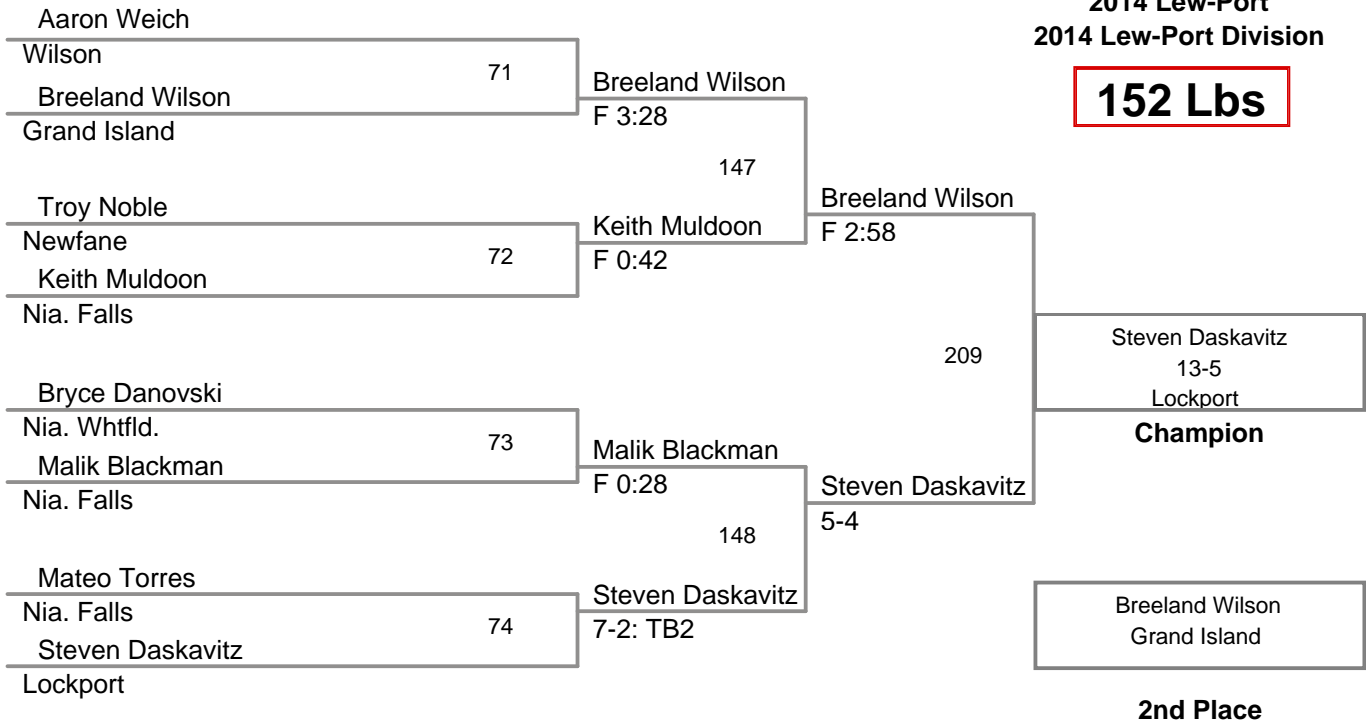 2014 Lew-Port
2014 Lew-Port Division
152 Lbs
Aaron Weich
Wilson
71
Breeland Wilson
Grand Island
Breeland Wilson
F 3:28
147
Troy Noble
Newfane
72
Keith Muldoon
Nia. Falls
Keith Muldoon
F 0:42
Breeland Wilson
F 2:58
209
Bryce Danovski
Nia. Whtfld.
73
Malik Blackman
Nia. Falls
Malik Blackman
F 0:28
148
Mateo Torres
Nia. Falls
74
Steven Daskavitz
Lockport
Steven Daskavitz
7-2: TB2
Steven Daskavitz
5-4
Steven Daskavitz
13-5
Lockport
Champion
Breeland Wilson
Grand Island
2nd Place